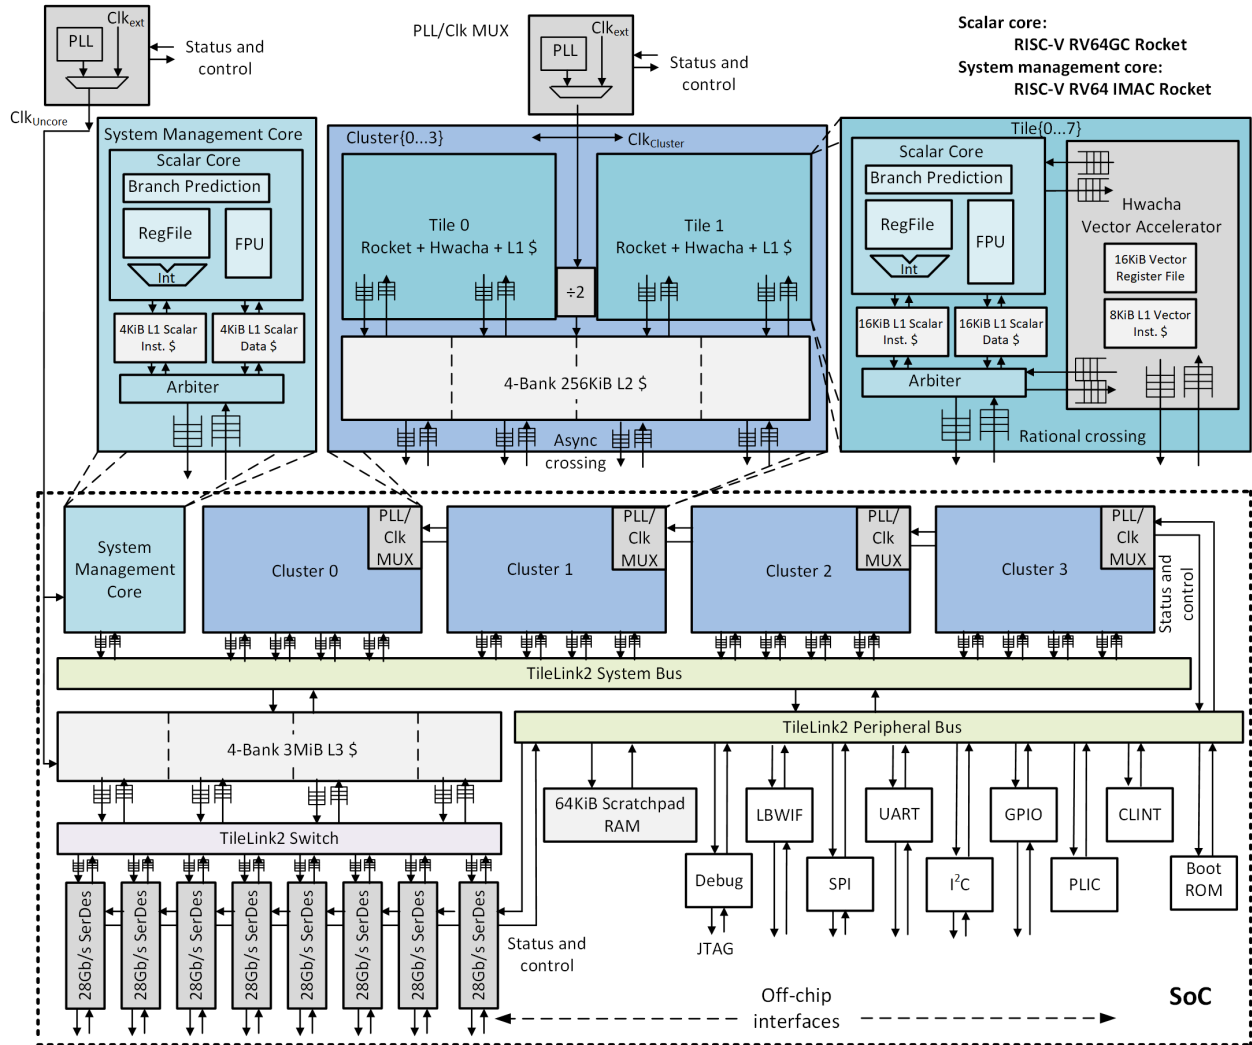 Clkext
PLL
Status and
control
ClkUncore
PLL/Clk MUX
Clkext
PLL
Status and
control
Scalar core:
RISC-V RV64GC Rocket
System management core:
RISC-V RV64 IMAC Rocket
System Management Core
Scalar Core
Branch Prediction
RegFile
FPU
Int
4KiB L1 Scalar
Inst. $
4KiB L1 Scalar
Data $
Arbiter
Cluster{0...3}
ClkCluster
Tile 0
Rocket + Hwacha + L1 $
Tile 1
Rocket + Hwacha + L1 $
÷2
4-Bank 256KiB L2 $
Async
crossing
Tile{0...7}
Scalar Core
Branch Prediction
RegFile
FPU
Int
16KiB L1 Scalar
Inst. $
16KiB L1 Scalar
Data $
Arbiter
Hwacha
Vector Accelerator
16KiB Vector
Register File
8KiB L1 Vector
Inst. $
Rational crossing
System
Management
Core
Cluster 0
PLL/
Clk
MUX
Cluster 1
PLL/
Clk
MUX
Cluster 2
PLL/
Clk
MUX
Cluster 3
PLL/
Clk
MUX
Status and
control
TileLink2 System Bus
4-Bank 3MiB L3 $
TileLink2 Peripheral Bus
64KiB Scratchpad
RAM
LBWIF
UART
GPIO
CLINT
Debug
SPI
I²C
PLIC
Boot
ROM
JTAG
TileLink2 Switch
28Gb/s SerDes
28Gb/s SerDes
28Gb/s SerDes
28Gb/s SerDes
28Gb/s SerDes
28Gb/s SerDes
28Gb/s SerDes
28Gb/s SerDes
Status and
control
Off-chip
interfaces
SoC